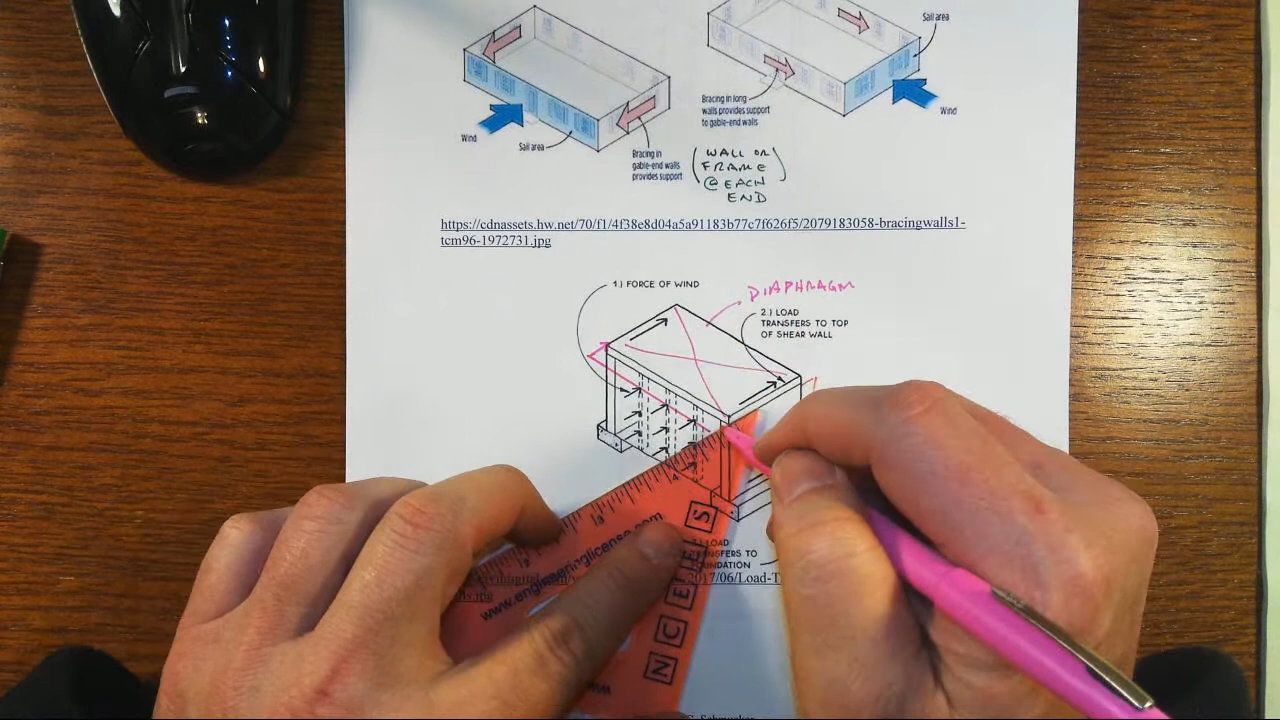 Sail area
Bracing in long
walls provides support
to gable-end walls
Wind
Wind
Sail area
Bracing in
gable-end walls
provides support
(WALL OR
FRAME
@ EACH
END)
https://cdnassets.hw.net/70/f1/4f38e8d04a5a91183b77c7f626f5/2079183058-bracingwalls1-
tcm96-1972731.jpg
1.) FORCE OF WIND
DIAPHRAGM
2.) LOAD
TRANSFERS TO TOP
OF SHEAR WALL
LOAD
TRANSFERS TO
FOUNDATION
2017/06/Load-T
www.engineeringlicense.com
NCEES